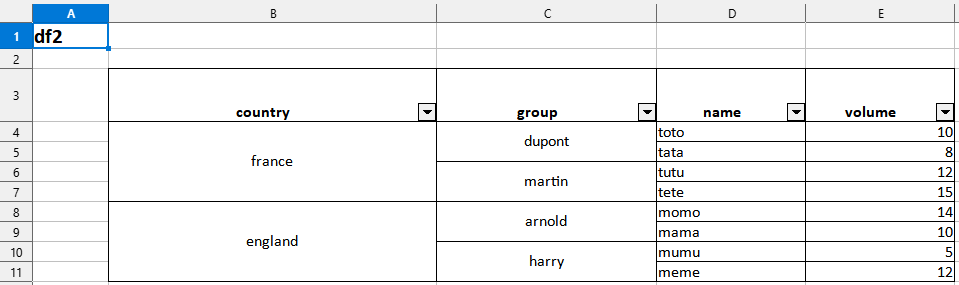 A B C D E
1 df2
2
3 country group name volume
4 france dupont toto 10
5 tata 8
6 martin tutu 12
7 tete 15
8 england arnold momo 14
9 mama 10
10 harry mumu 5
11 meme 12